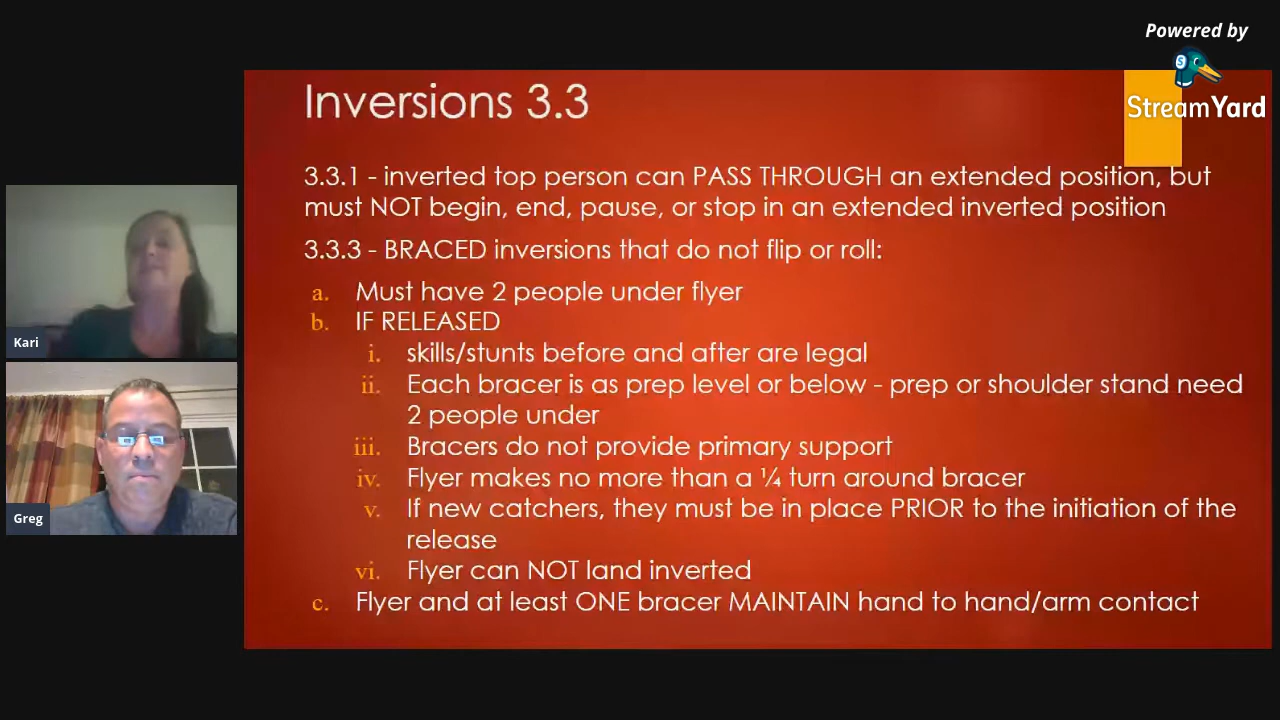 Powered by
StreamYard
Inversions 3.3
3.3.1 - inverted top person can PASS THROUGH an extended position, but
must NOT begin, end, pause, or stop in an extended inverted position
3.3.3 - BRACED inversions that do not flip or roll:
a. Must have 2 people under flyer
b. IF RELEASED
i. skills/stunts before and after are legal
ii. Each bracer is as prep level or below - prep or shoulder stand need
2 people under
iii. Bracers do not provide primary support
iv. Flyer makes no more than a ¼ turn around bracer
v. If new catchers, they must be in place PRIOR to the initiation of the
release
vi. Flyer can NOT land inverted
c. Flyer and at least ONE bracer MAINTAIN hand to hand/arm contact
Kari
Greg